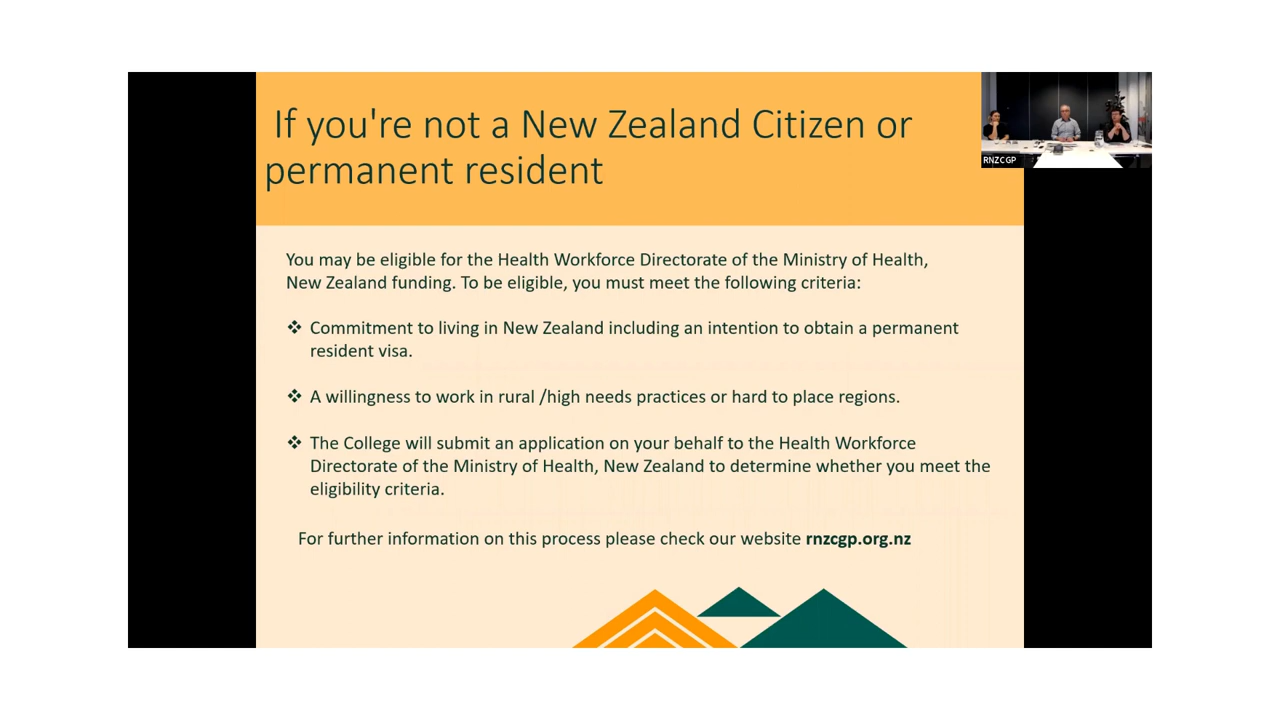 If you're not a New Zealand Citizen or
permanent resident
RNZCGP
You may be eligible for the Health Workforce Directorate of the Ministry of Health,
New Zealand funding. To be eligible, you must meet the following criteria:
❖ Commitment to living in New Zealand including an intention to obtain a permanent
resident visa.
❖ A willingness to work in rural /high needs practices or hard to place regions.
❖ The College will submit an application on your behalf to the Health Workforce
Directorate of the Ministry of Health, New Zealand to determine whether you meet the
eligibility criteria.
For further information on this process please check our website rnzcgp.org.nz